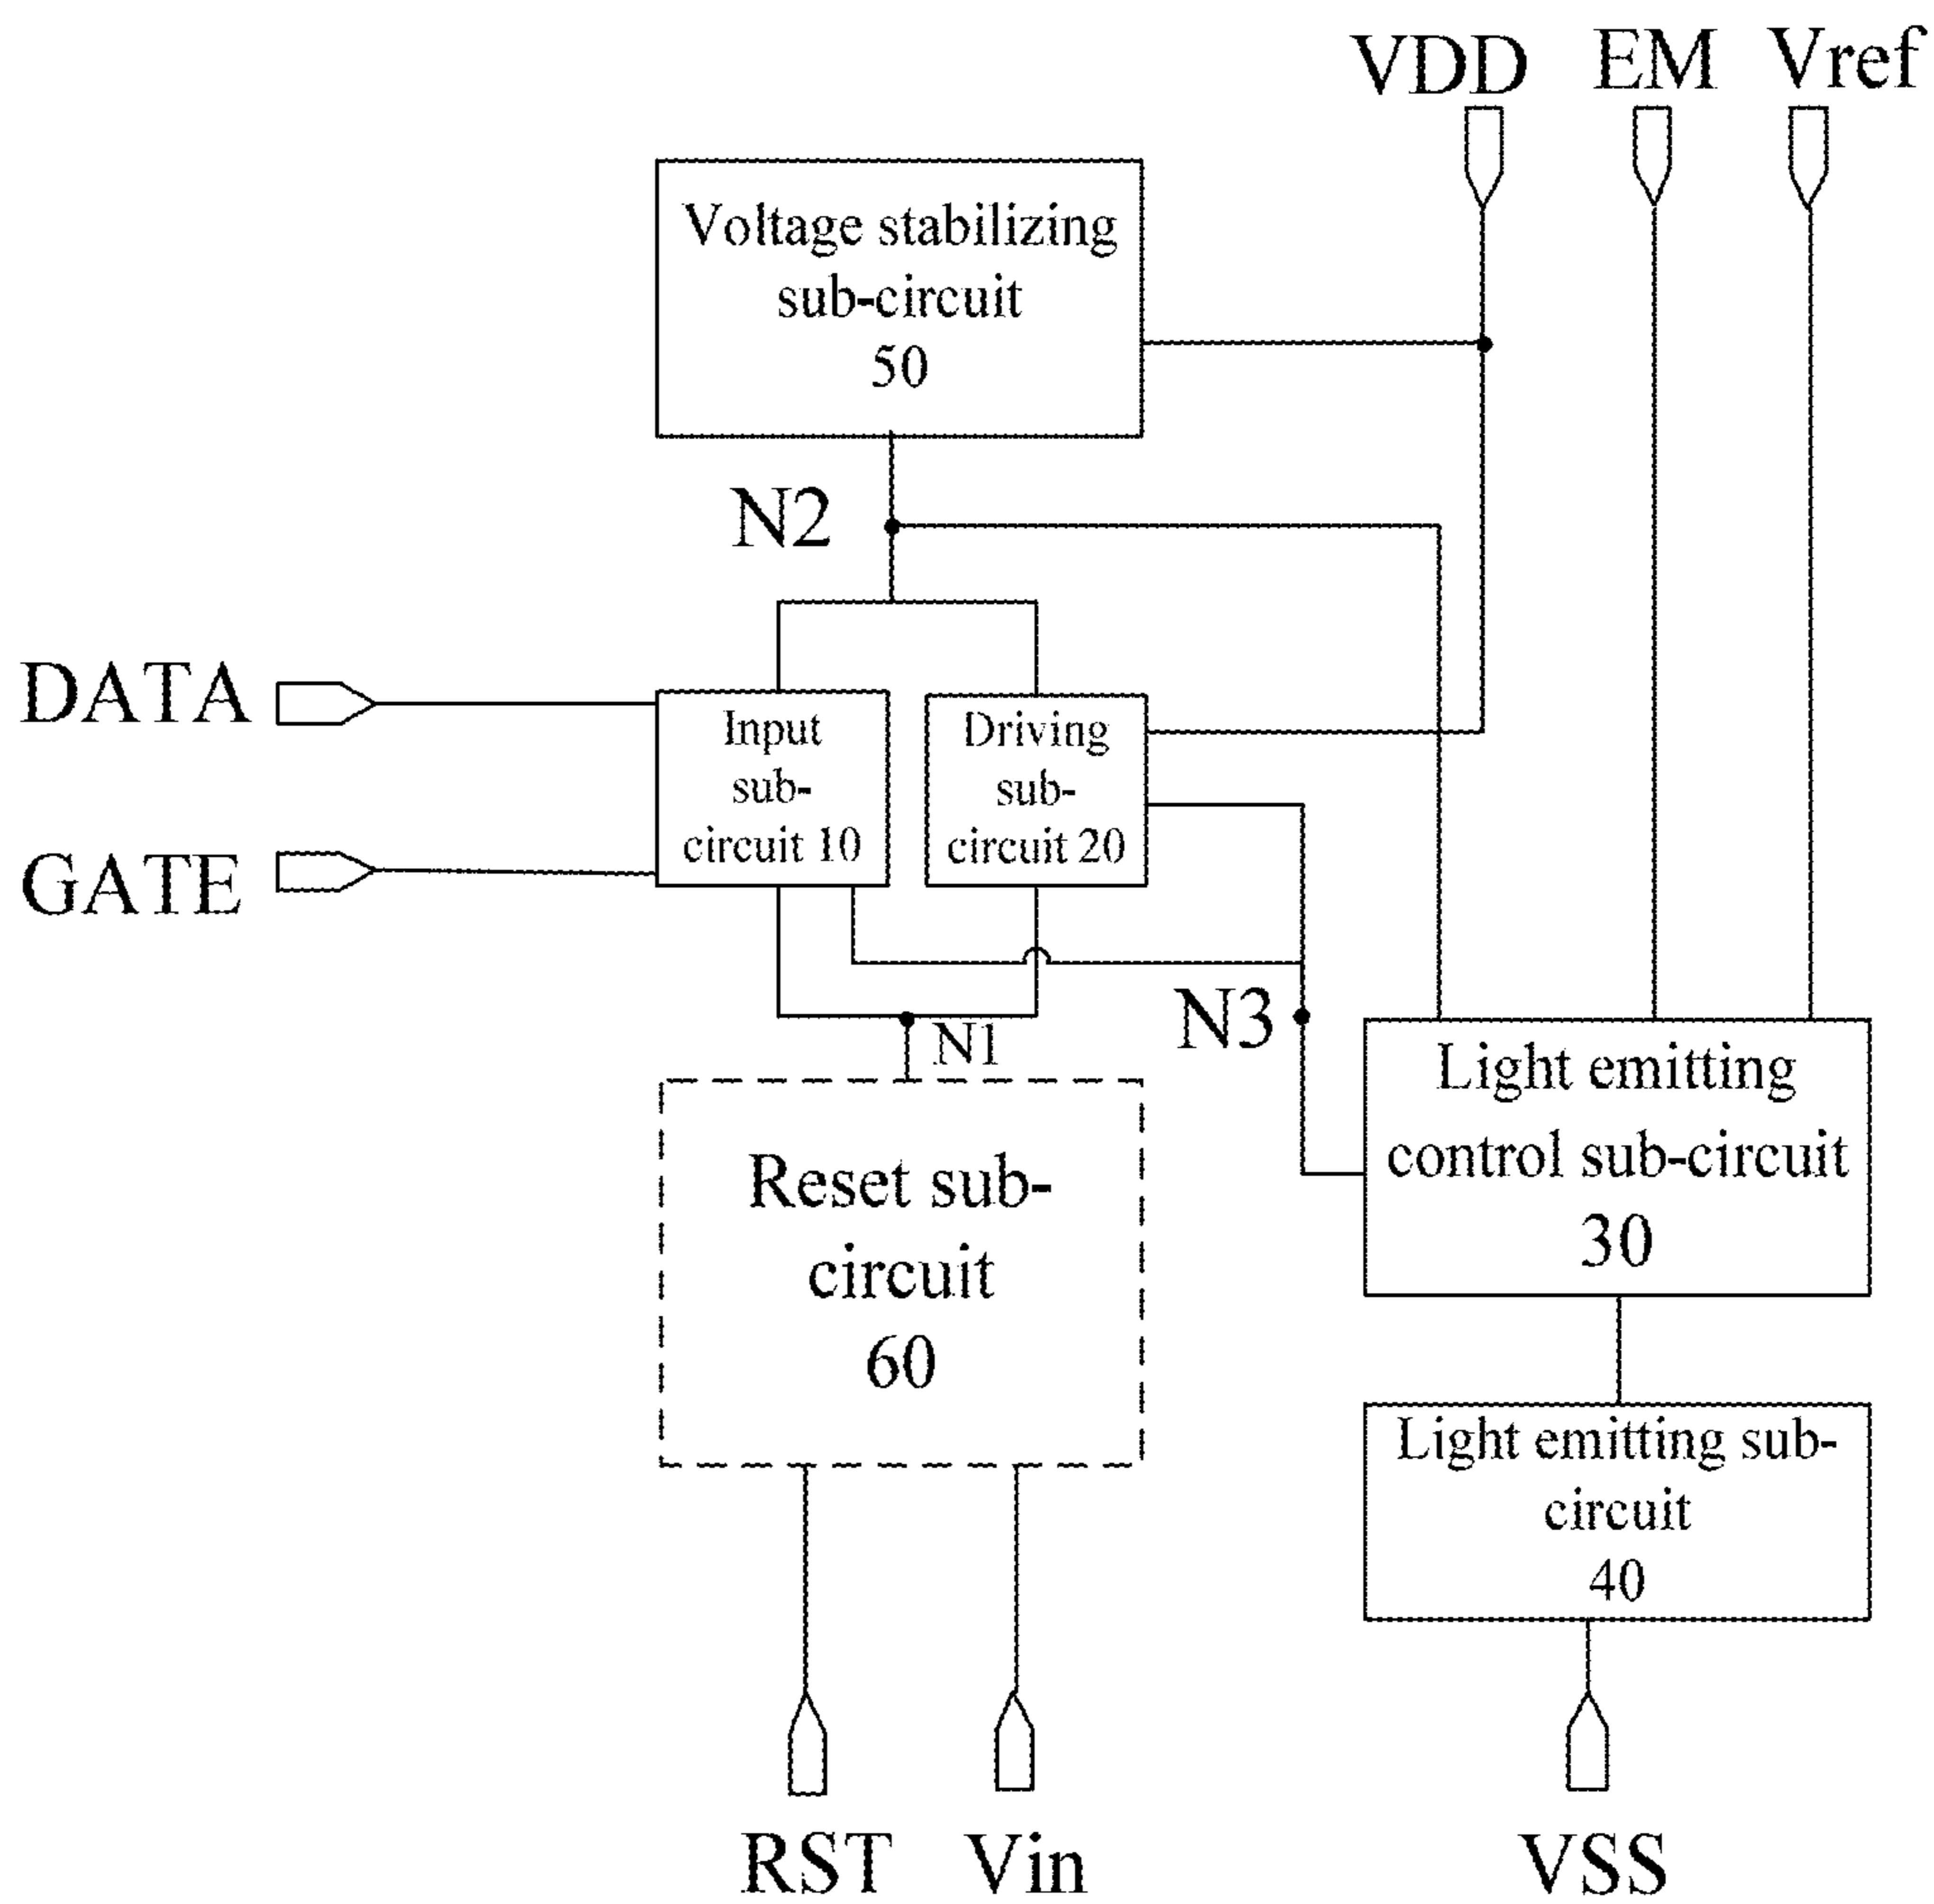 VDD EM Vref
Voltage stabilizing
sub-circuit
50
N2
DATA
Input
sub-
circuit 10
Driving
sub-
circuit 20
GATE
N3
N1
Light emitting
control sub-circuit
30
Reset sub-
circuit
60
Light emitting sub-
circuit
40
RST Vin VSS